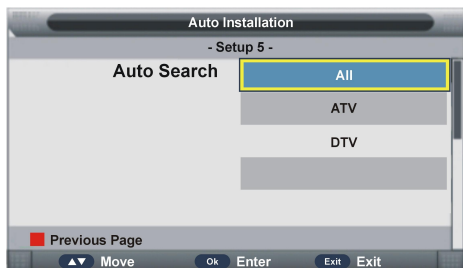 Auto Installation
- Setup 5 -
Auto Search
All
ATV
DTV
Previous Page
▲▼ Move Ok Enter Exit Exit